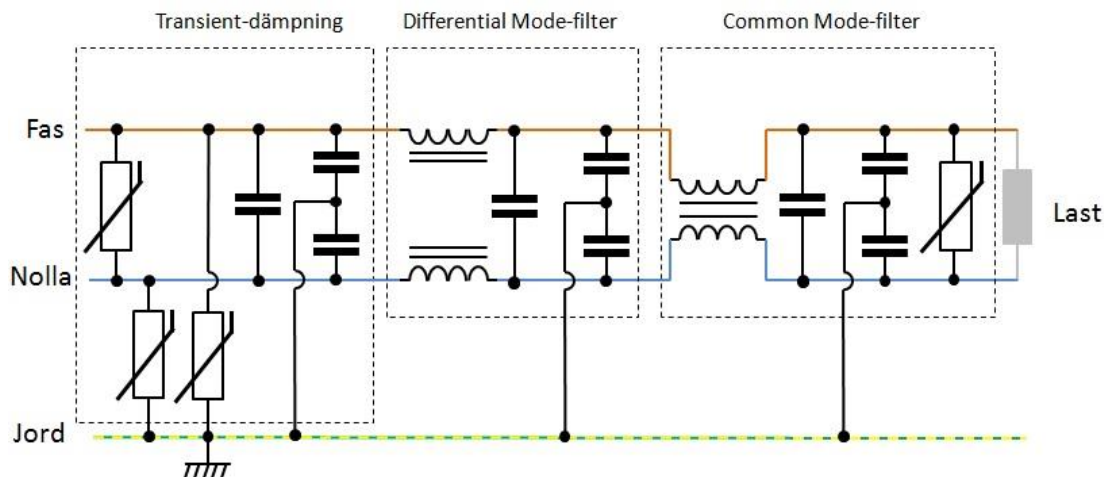 Transient-dämpning
Differential Mode-filter
Common Mode-filter
Fas
Nolla
Last
Jord